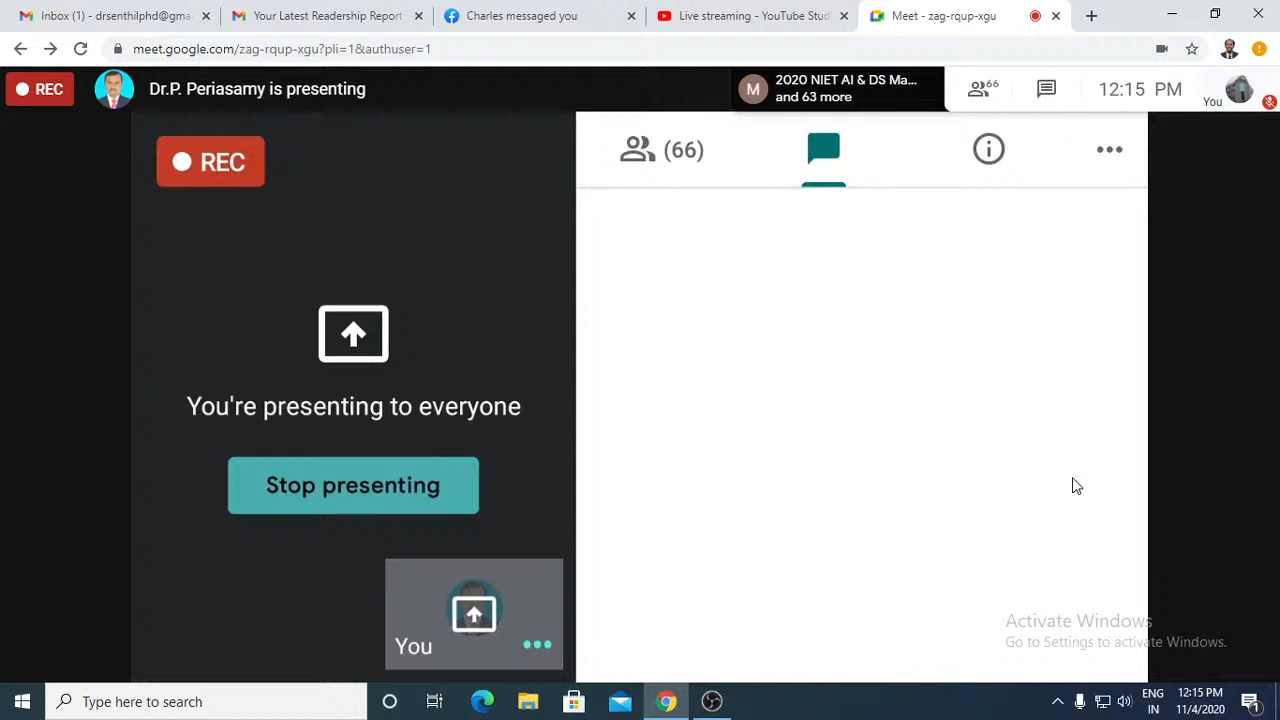 Inbox (1) - drsenthilphd@gma
Your Latest Readership Report
Charles messaged you
Live streaming - YouTube Stud
Meet - zag-rqup-xgu
meet.google.com/zag-rqup-xgu?pli=1&authuser=1
REC
Dr.P. Periasamy is presenting
M
2020 NIET AI & DS Ma...
and 63 more
66
12:15 PM
You
REC
(66)
You're presenting to everyone
Stop presenting
You
Activate Windows
Go to Settings to activate Windows.
Type here to search
ENG
IN
12:15 PM
11/4/2020
1